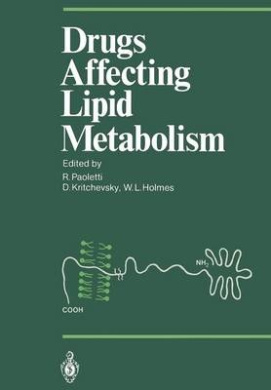 Drugs
Affecting
Lipid
Metabolism
Edited by
R. Paoletti
D. Kritchevsky, W. L. Holmes
NH₂
COOH